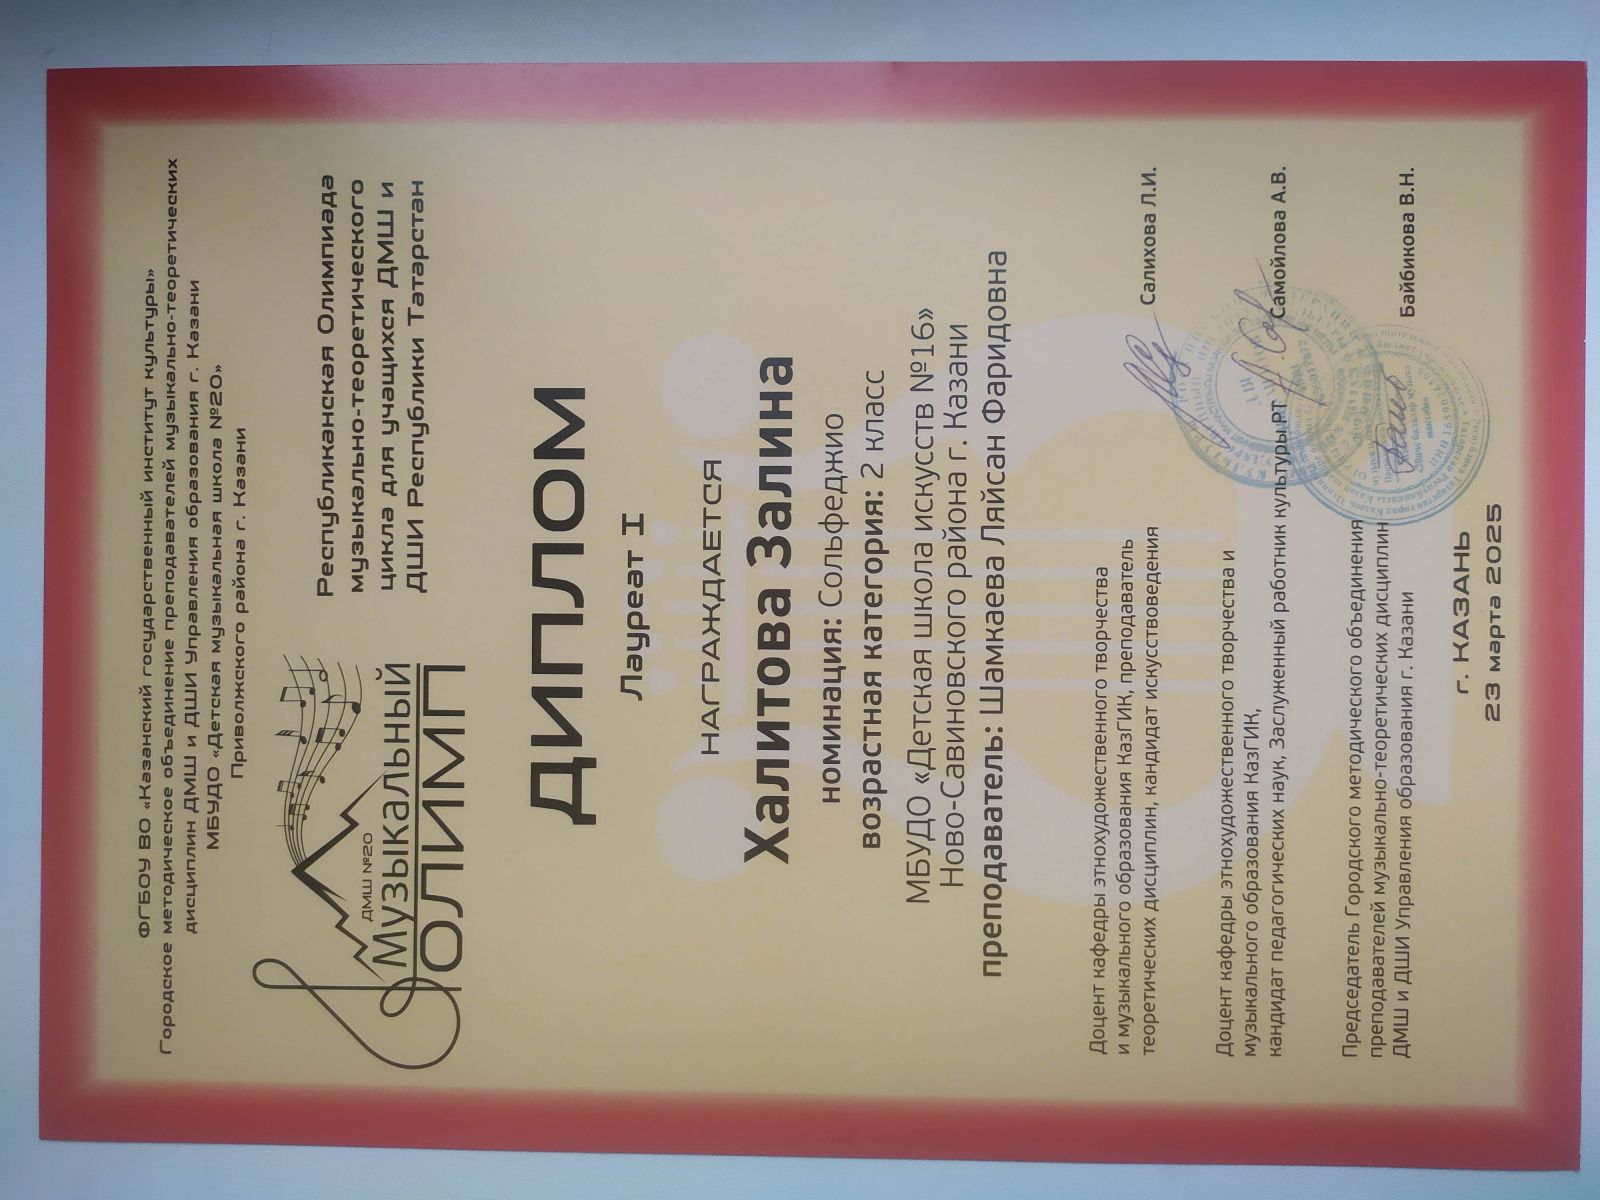 ФГБОУ ВО «Казанский государственный институт культуры»
Городское методическое объединение преподавателей музыкально-теоретических
дисциплин ДМШ и ДШИ Управления образования г. Казани
МБУДО «Детская музыкальная школа №20»
Приволжского района г. Казани
ДМШ №20
Музыкальный
ОЛИМП
Республиканская Олимпиада
музыкально-теоретического
цикла для учащихся ДМШ и
ДШИ Республики Татарстан
ДИПЛОМ
Лауреат I
НАГРАЖДАЕТСЯ
Халитова Залина
номинация: Сольфеджио
возрастная категория: 2 класс
МБУДО «Детская школа искусств №16»
Ново-Савиновского района г. Казани
преподаватель: Шамкаева Ляйсан Фаридовна
Доцент кафедры этнохудожественного творчества
и музыкального образования КазГИК, преподаватель
теоретических дисциплин, кандидат искусствоведения
Салихова Л.И.
Доцент кафедры этнохудожественного творчества и
музыкального образования КазГИК,
кандидат педагогических наук, Заслуженный работник культуры РТ
Самойлова А.В.
Председатель Городского методического объединения
преподавателей музыкально-теоретических дисциплин
ДМШ и ДШИ Управления образования г. Казани
Байбикова В.Н.
г. КАЗАНЬ
23 марта 2025